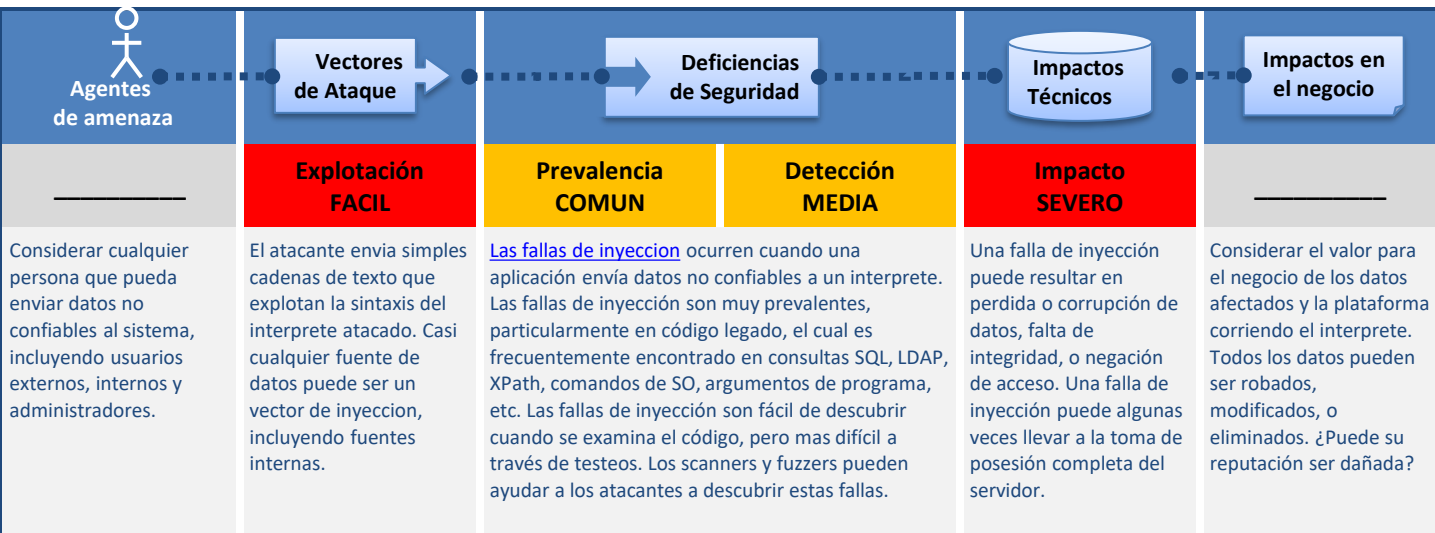 Agentes
de amenaza
Vectores
de Ataque
Deficiencias
de Seguridad
Impactos
Técnicos
Impactos en
el negocio
__________
Explotación
FACIL
Prevalencia
COMUN
Detección
MEDIA
Impacto
SEVERO
__________
Considerar cualquier
persona que pueda
enviar datos no
confiables al sistema,
incluyendo usuarios
externos, internos y
administradores.
El atacante envia simples
cadenas de texto que
explotan la sintaxis del
interprete atacado. Casi
cualquier fuente de
datos puede ser un
vector de inyeccion,
incluyendo fuentes
internas.
Las fallas de inyeccion ocurren cuando una
aplicación envía datos no confiables a un interprete.
Las fallas de inyección son muy prevalentes,
particularmente en código legado, el cual es
frecuentemente encontrado en consultas SQL, LDAP,
XPath, comandos de SO, argumentos de programa,
etc. Las fallas de inyección son fácil de descubrir
cuando se examina el código, pero mas difícil a
través de testeos. Los scanners y fuzzers pueden
ayudar a los atacantes a descubrir estas fallas.
Una falla de inyección
puede resultar en
perdida o corrupción de
datos, falta de
integridad, o negación
de acceso. Una falla de
inyección puede algunas
veces llevar a la toma de
posesión completa del
servidor.
Considerar el valor para
el negocio de los datos
afectados y la plataforma
corriendo el interprete.
Todos los datos pueden
ser robados,
modificados, o
eliminados. ¿Puede su
reputación ser dañada?